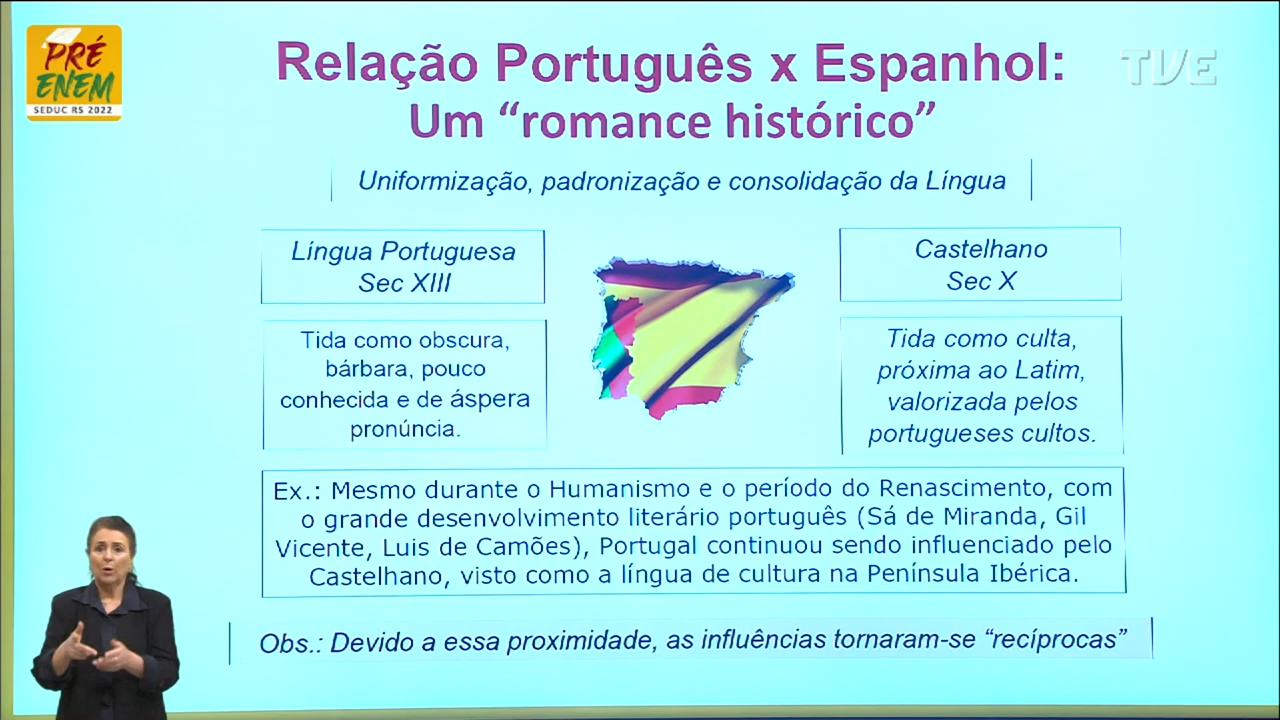 PRÉ
ENEM
SEDUC RS 2022
TVE
Relação Português x Espanhol:
Um “romance histórico”
Uniformização, padronização e consolidação da Língua
Língua Portuguesa
Sec XIII
Castelhano
Sec X
Tida como obscura,
bárbara, pouco
conhecida e de áspera
pronúncia.
Tida como culta,
próxima ao Latim,
valorizada pelos
portugueses cultos.
Ex.: Mesmo durante o Humanismo e o período do Renascimento, com
o grande desenvolvimento literário português (Sá de Miranda, Gil
Vicente, Luis de Camões), Portugal continuou sendo influenciado pelo
Castelhano, visto como a língua de cultura na Península Ibérica.
Obs.: Devido a essa proximidade, as influências tornaram-se “recíprocas”